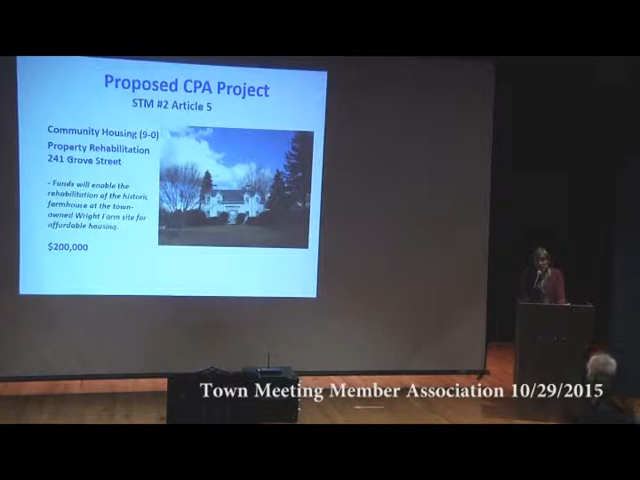 Proposed CPA Project
STM #2 Article 5
Community Housing (9-0)
Property Rehabilitation
241 Grove Street
- Funds will enable the
rehabilitation of the historic
farmhouse at the town-
owned Wright Farm site for
affordable housing.
$200,000
Town Meeting Member Association 10/29/2015